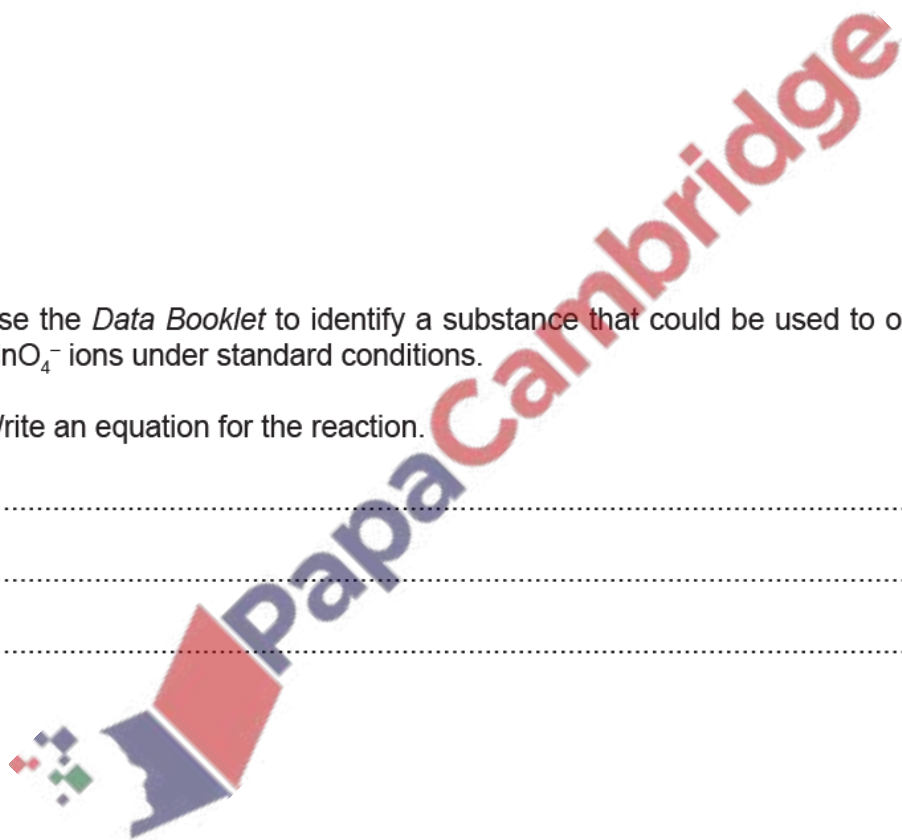 se the Data Booklet to identify a substance that could be used to o
nO₄⁻ ions under standard conditions.
rite an equation for the reaction.
PapaCambridge